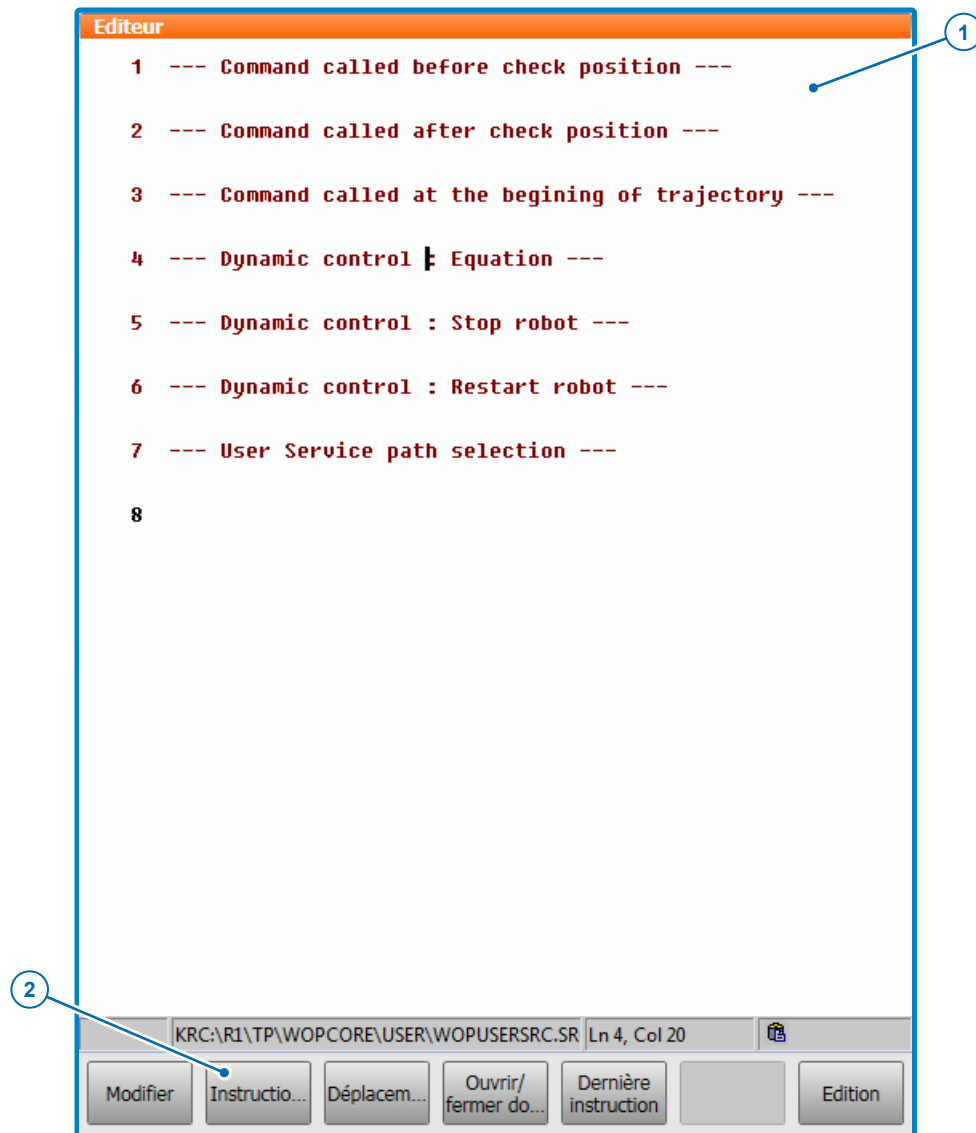 Editeur
1
1 --- Command called before check position ---
2 --- Command called after check position ---
3 --- Command called at the begining of trajectory ---
4 --- Dynamic control : Equation ---
5 --- Dynamic control : Stop robot ---
6 --- Dynamic control : Restart robot ---
7 --- User Service path selection ---
8
2
KRC:\R1\TP\WOPCORE\USER\WOPUSERSRC.SR Ln 4, Col 20
Modifier Instructio... Déplacem... Ouvrir/ fermer do... Dernière instruction Edition